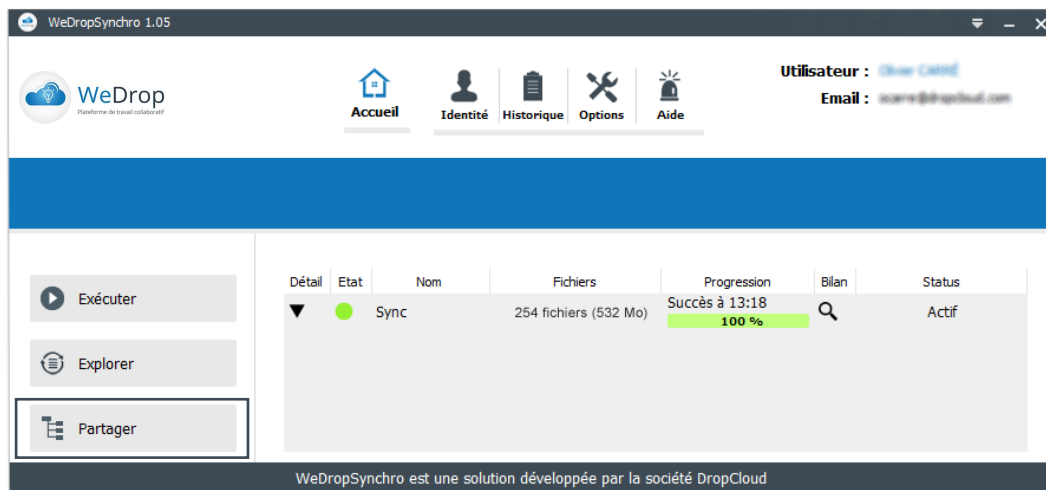 WeDropSynchro 1.05
WeDrop
Plateforme de travail collaboratif
Accueil
Identité
Historique
Options
Aide
Utilisateur :
Email :
Exécuter
Explorer
Partager
Détail Etat Nom Fichiers Progression Bilan Status
Succès à 13:18
Sync 254 fichiers (532 Mo) Actif
100 %
WeDropSynchro est une solution développée par la société DropCloud